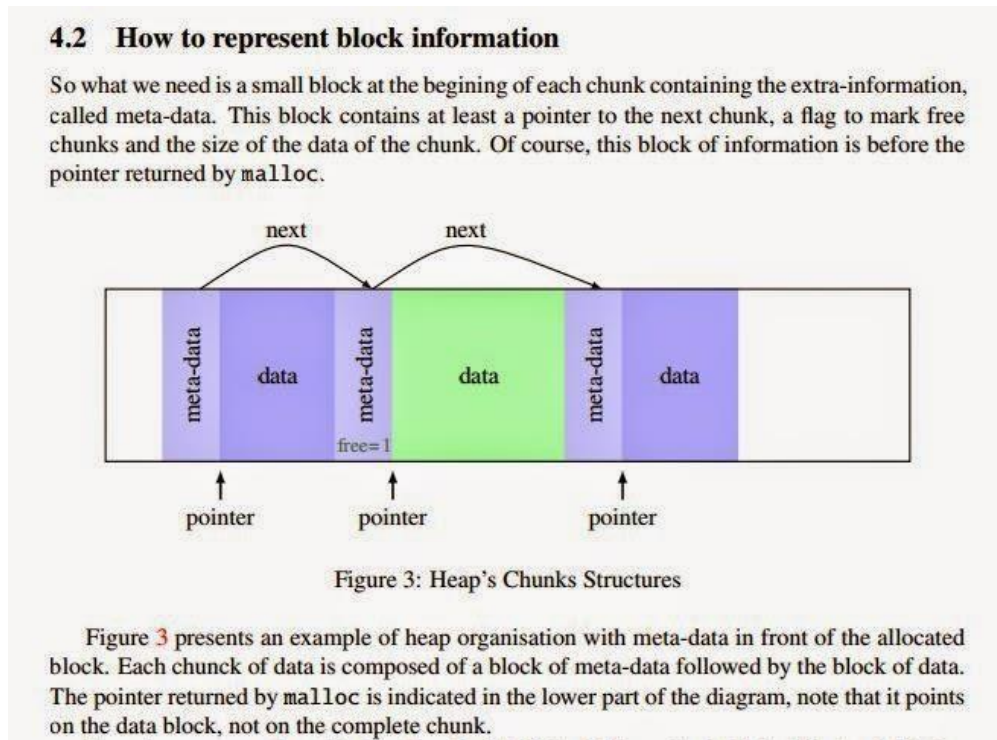 4.2 How to represent block information
So what we need is a small block at the begining of each chunk containing the extra-information,
called meta-data. This block contains at least a pointer to the next chunk, a flag to mark free
chunks and the size of the data of the chunk. Of course, this block of information is before the
pointer returned by malloc.
next next
meta-data data meta-data data meta-data data
free=1
pointer pointer pointer
Figure 3: Heap's Chunks Structures
Figure 3 presents an example of heap organisation with meta-data in front of the allocated
block. Each chunck of data is composed of a block of meta-data followed by the block of data.
The pointer returned by malloc is indicated in the lower part of the diagram, note that it points
on the data block, not on the complete chunk.